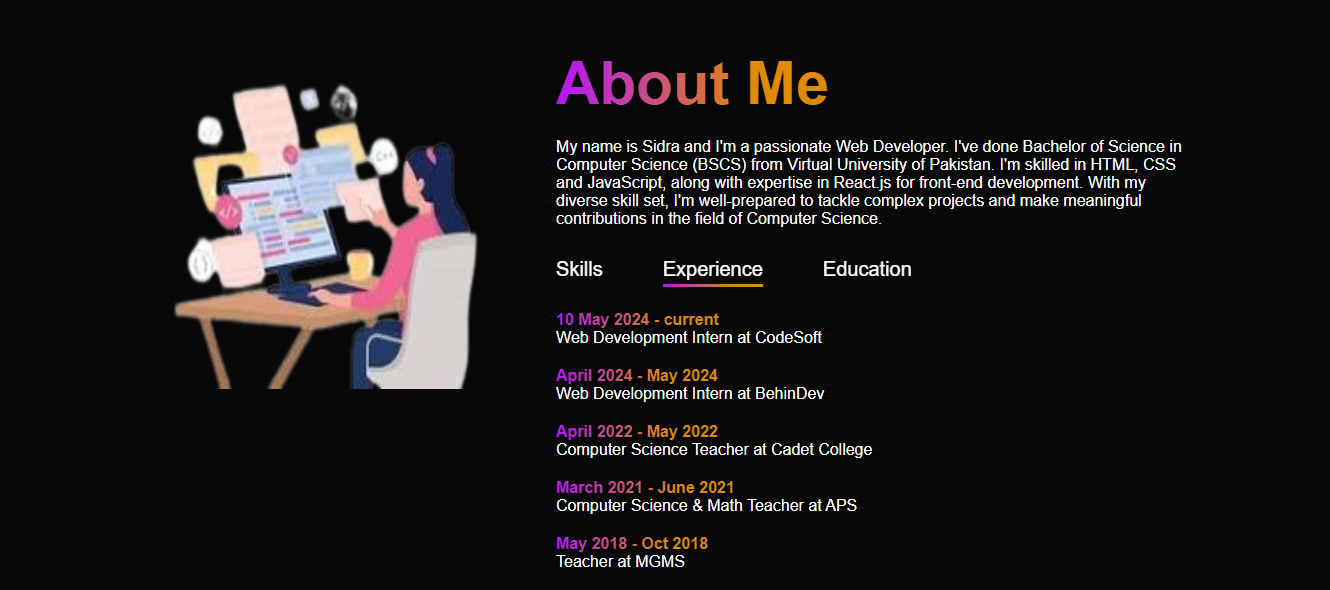 About Me
My name is Sidra and I'm a passionate Web Developer. I've done Bachelor of Science in
Computer Science (BSCS) from Virtual University of Pakistan. I'm skilled in HTML, CSS
and JavaScript, along with expertise in React.js for front-end development. With my
diverse skill set, I'm well-prepared to tackle complex projects and make meaningful
contributions in the field of Computer Science.
Skills Experience Education
10 May 2024 - current
Web Development Intern at CodeSoft
April 2024 - May 2024
Web Development Intern at BehinDev
April 2022 - May 2022
Computer Science Teacher at Cadet College
March 2021 - June 2021
Computer Science & Math Teacher at APS
May 2018 - Oct 2018
Teacher at MGMS